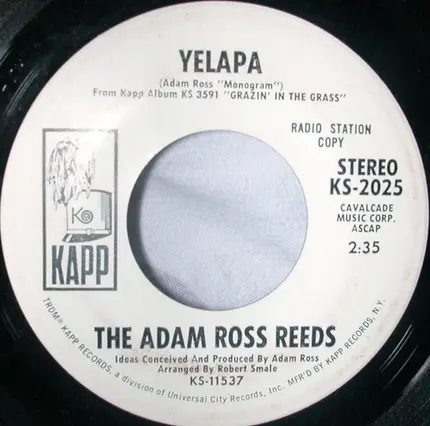 YELAPA
(Adam Ross "Monogram")
From Kapp Album KS 3591 "GRAZIN' IN THE GRASS"
RADIO STATION
COPY
STEREO
KS-2025
CAVALCADE
MUSIC CORP.
ASCAP
2:35
K
KAPP
THE ADAM ROSS REEDS
Ideas Conceived And Produced By Adam Ross
Arranged By Robert Smale
KS-11537
TRDM® KAPP RECORDS, a division of Universal City Records, Inc. MFR'D BY KAPP RECORDS, N.Y.